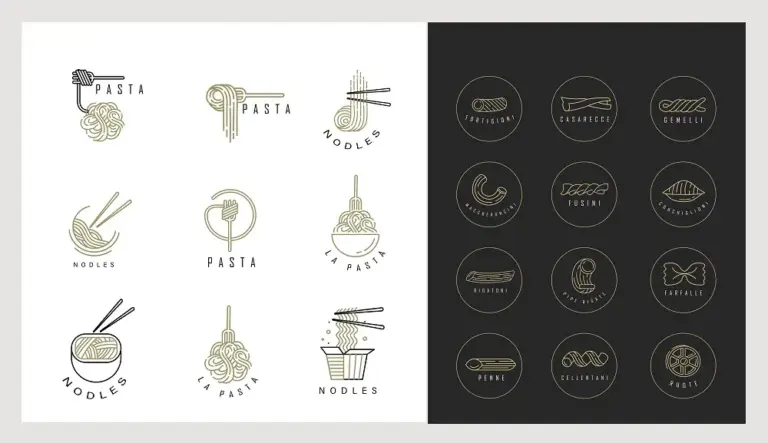 PASTA
PASTA
NODLES
NODLES
PASTA
LA PASTA
NODLES
LA PASTA
NODLES
TORTIGIONI
CASARECCE
GEMELLI
MACCHERONCINI
FUSINI
CONCHIGLIONI
RIGATONI
PIPE RIGATE
FARFALLE
PENNE
CELLENTANI
RUOTE